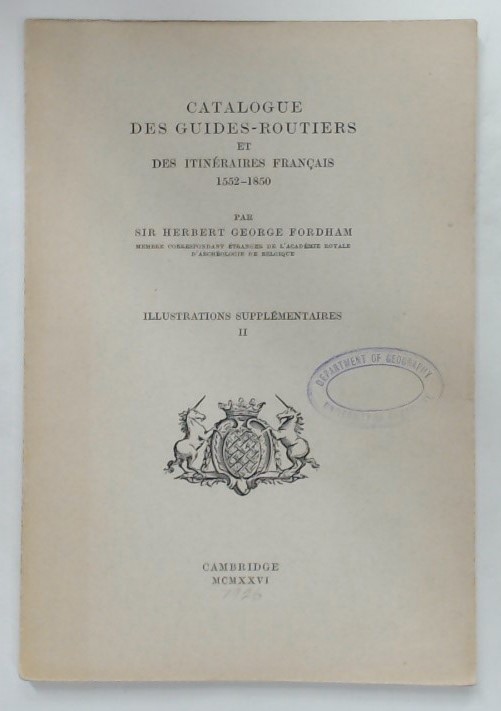 CATALOGUE
DES GUIDES-ROUTIERS
ET
DES ITINÉRAIRES FRANÇAIS
1552-1850
PAR
SIR HERBERT GEORGE FORDHAM
MEMBRE CORRESPONDANT ÉTRANGER DE L'ACADÉMIE ROYALE
D'ARCHÉOLOGIE DE BELGIQUE
ILLUSTRATIONS SUPPLÉMENTAIRES
II
DEPARTMENT OF GEOGRAPHY
CAMBRIDGE
MCMXXVI
1926